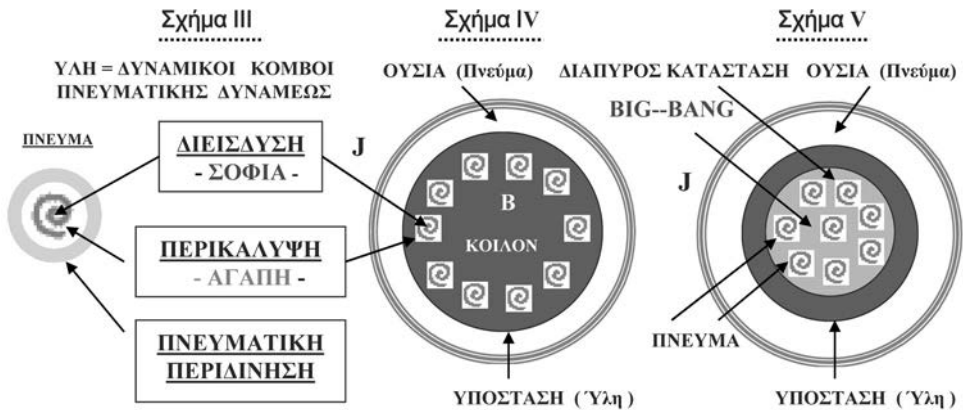 Σχήμα III
ΥΛΗ = ΔΥΝΑΜΙΚΟΙ ΚΟΜΒΟΙ
ΠΝΕΥΜΑΤΙΚΗΣ ΔΥΝΑΜΕΩΣ
ΠΝΕΥΜΑ
ΔΙΕΙΣΔΥΣΗ
- ΣΟΦΙΑ -
ΠΕΡΙΚΑΛΥΨΗ
- ΑΓΑΠΗ -
ΠΝΕΥΜΑΤΙΚΗ
ΠΕΡΙΔΙΝΗΣΗ
Σχήμα IV
ΟΥΣΙΑ (Πνεύμα)
J
B
ΚΟΙΛΟΝ
ΥΠΟΣΤΑΣΗ ( Ύλη )
Σχήμα V
ΔΙΑΠΥΡΟΣ ΚΑΤΑΣΤΑΣΗ
ΟΥΣΙΑ (Πνεύμα)
BIG--BANG
J
ΠΝΕΥΜΑ
ΥΠΟΣΤΑΣΗ ( Ύλη )